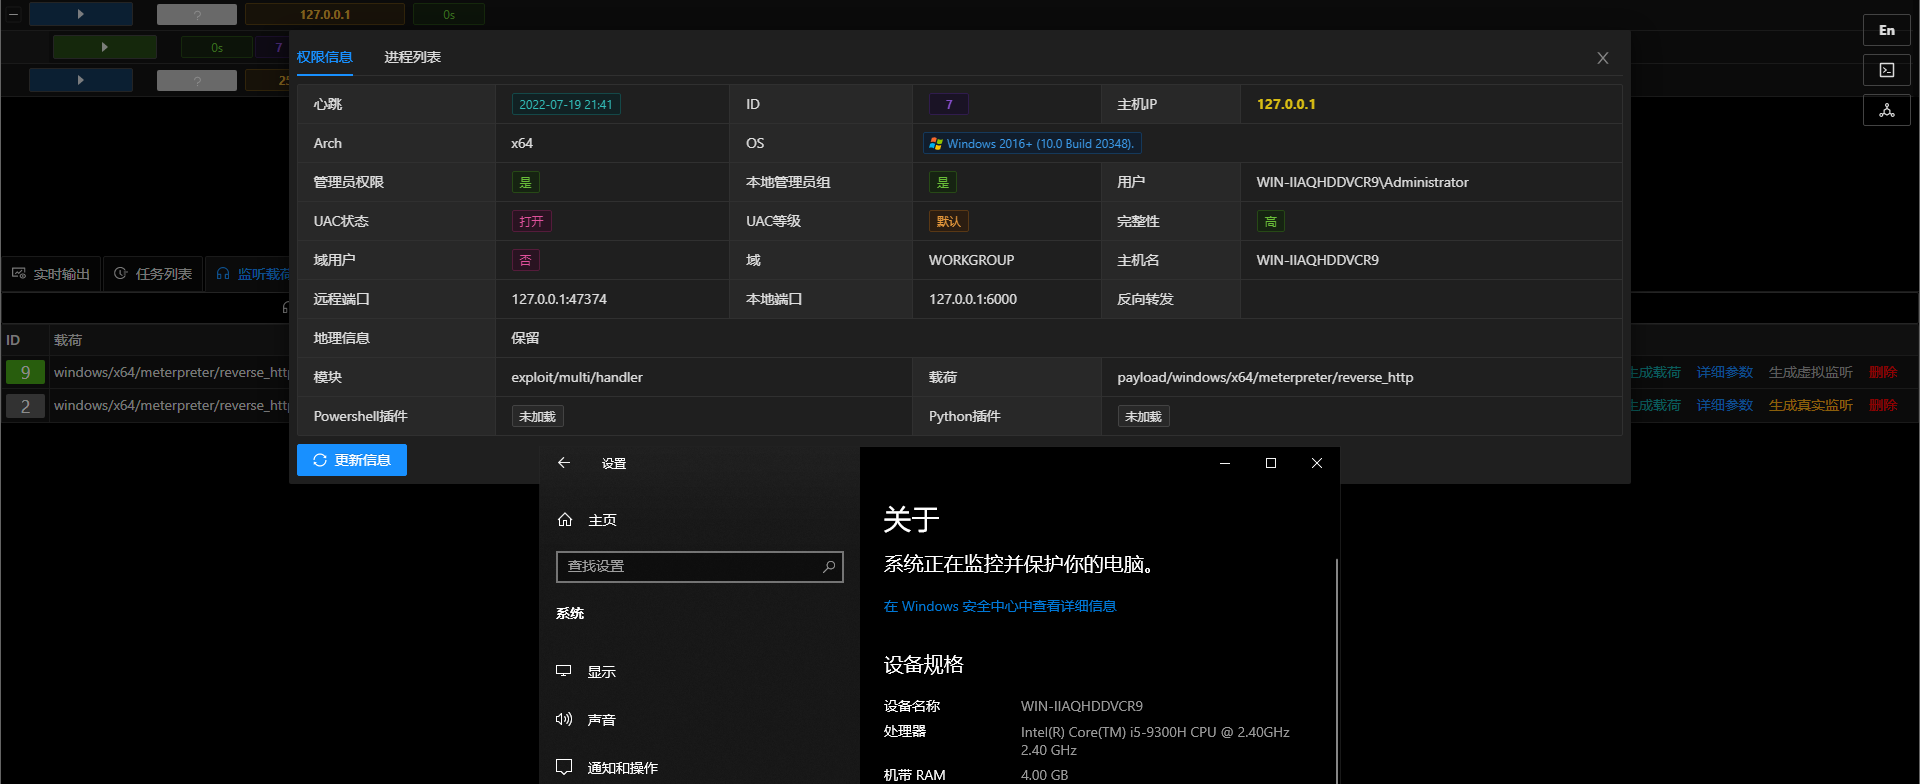 ? 127.0.0.1 0s
En
0s 7
? 25
权限信息 进程列表
心跳 2022-07-19 21:41 ID 7 主机IP 127.0.0.1
Arch x64 OS Windows 2016+ (10.0 Build 20348).
管理员权限 是 本地管理员组 是 用户 WIN-IIAQHDDVCR9\Administrator
UAC状态 打开 UAC等级 默认 完整性 高
域用户 否 域 WORKGROUP 主机名 WIN-IIAQHDDVCR9
远程端口 127.0.0.1:47374 本地端口 127.0.0.1:6000 反向转发
地理信息 保留
模块 exploit/multi/handler 载荷 payload/windows/x64/meterpreter/reverse_http
Powershell插件 未加载 Python插件 未加载
更新信息
实时输出 任务列表 监听载荷
ID 载荷
9 windows/x64/meterpreter/reverse_http 生成载荷 详细参数 生成虚拟监听 删除
2 windows/x64/meterpreter/reverse_http 生成载荷 详细参数 生成真实监听 删除
设置
主页
查找设置
系统
显示
声音
通知和操作
关于
系统正在监控并保护你的电脑。
在 Windows 安全中心中查看详细信息
设备规格
设备名称 WIN-IIAQHDDVCR9
处理器 Intel(R) Core(TM) i5-9300H CPU @ 2.40GHz
2.40 GHz
机带 RAM 4.00 GB